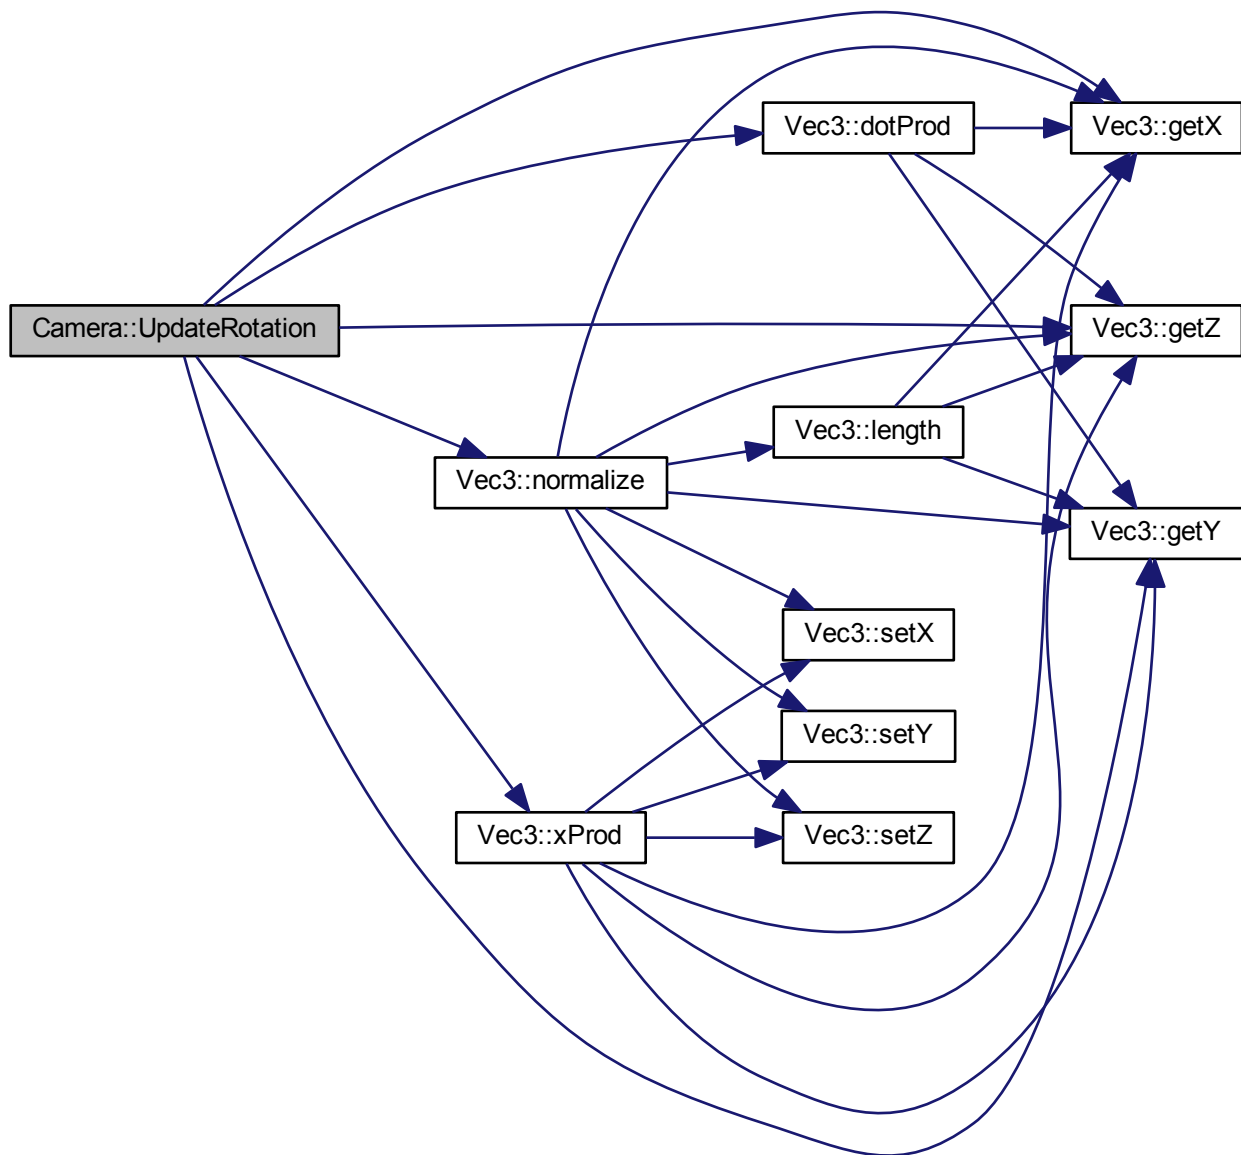 Vec3::dotProd
Vec3::getX
Camera::UpdateRotation
Vec3::getZ
Vec3::length
Vec3::normalize
Vec3::getY
Vec3::setX
Vec3::setY
Vec3::xProd
Vec3::setZ